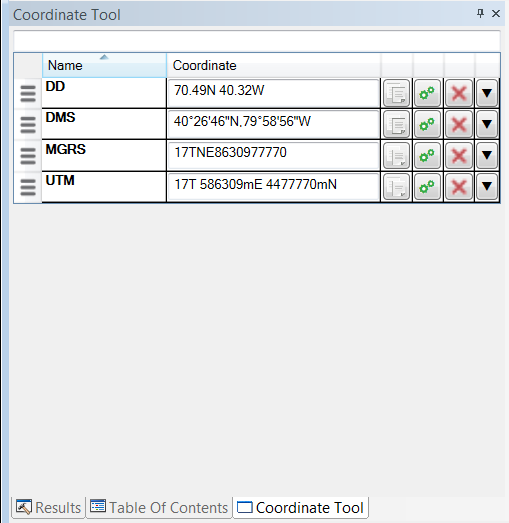 Coordinate Tool
Name Coordinate
DD 70.49N 40.32W
DMS 40°26'46"N,79°58'56"W
MGRS 17TNE8630977770
UTM 17T 586309mE 4477770mN
Results Table Of Contents Coordinate Tool